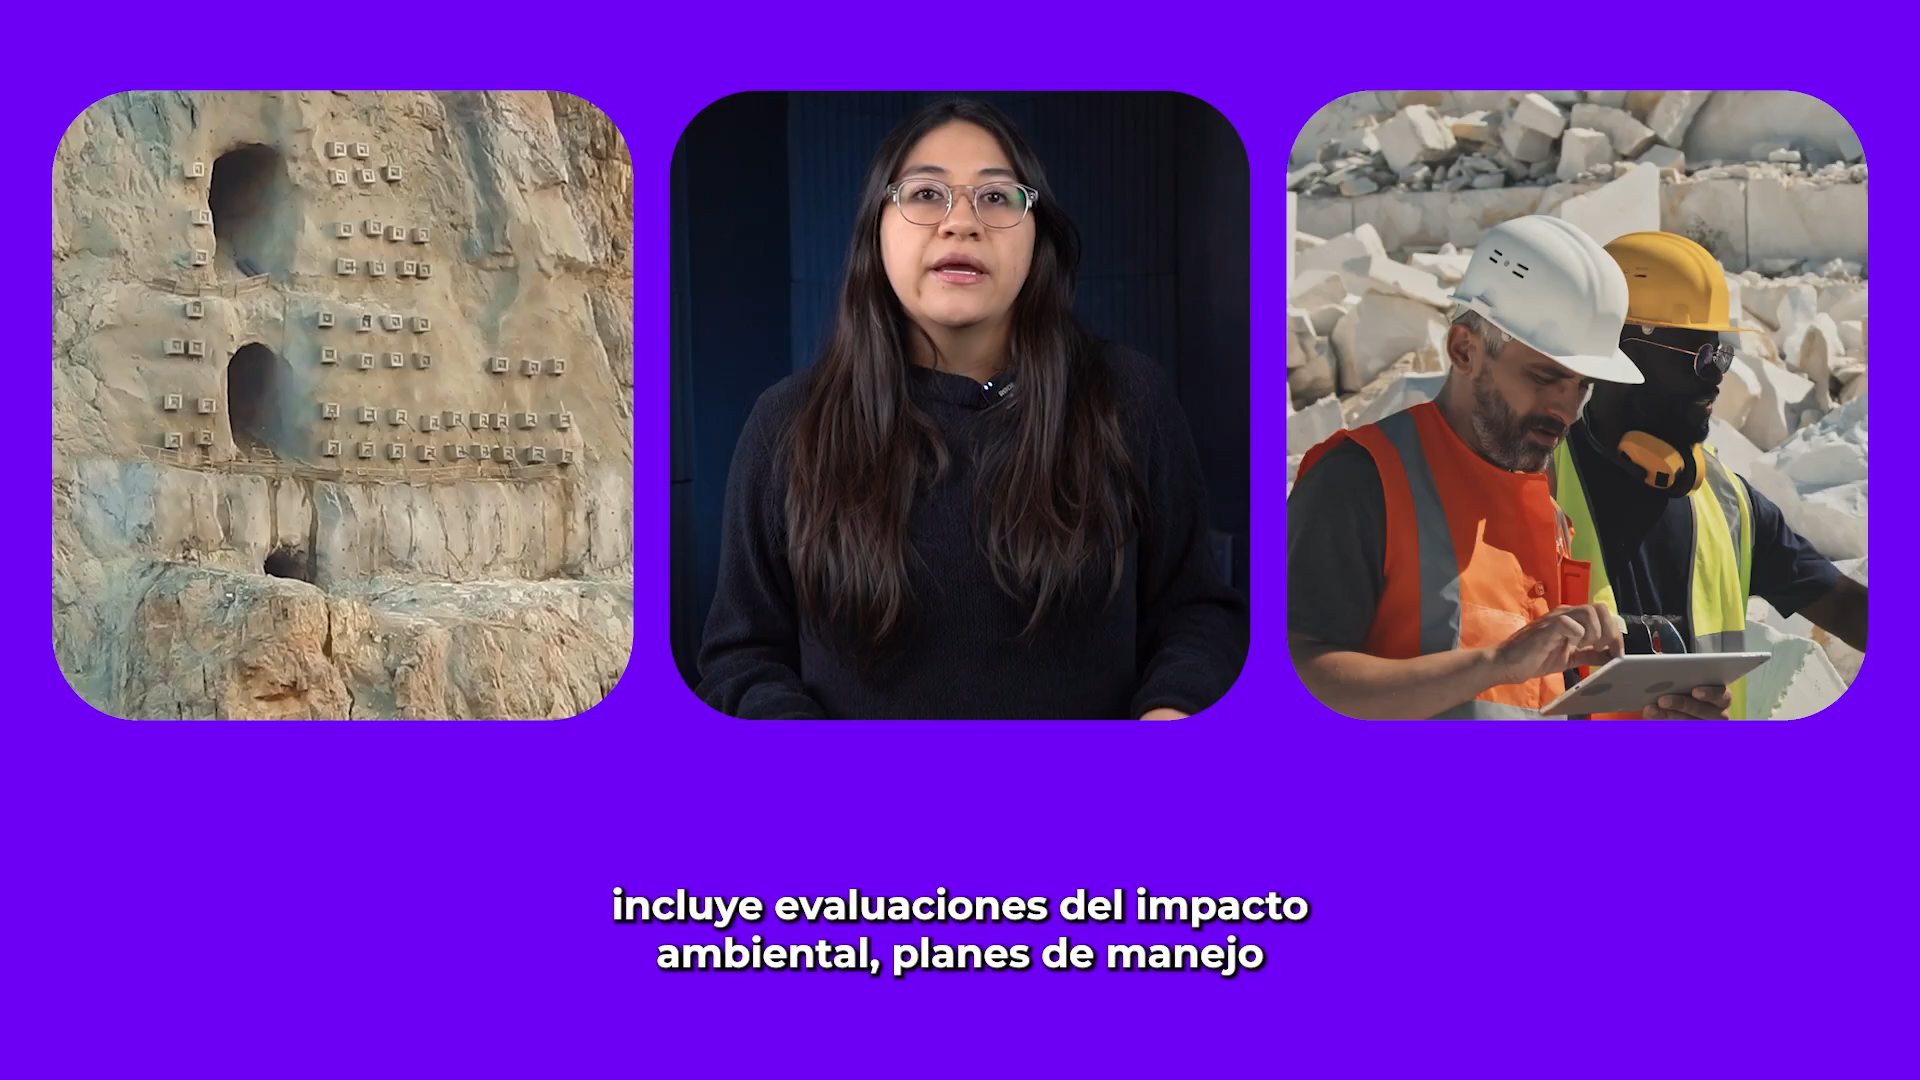 incluye evaluaciones del impacto
ambiental, planes de manejo